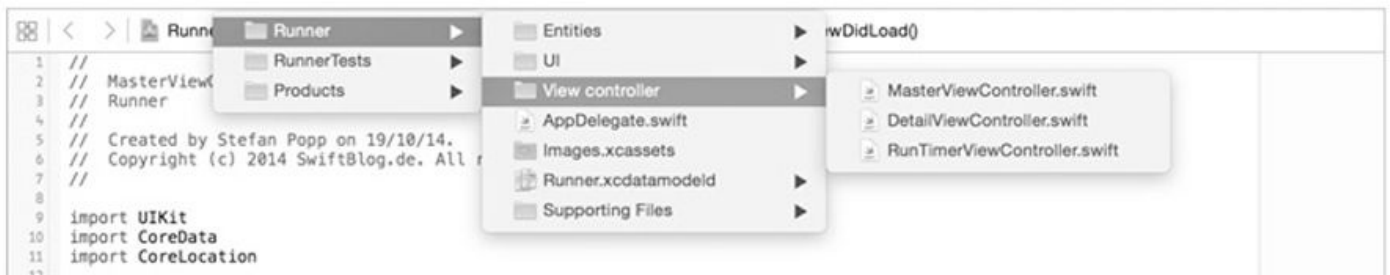 Runne
wDidLoad()
Runner
RunnerTests
Products
Entities
UI
View controller
AppDelegate.swift
Images.xcassets
Runner.xcdatamodeld
Supporting Files
MasterViewController.swift
DetailViewController.swift
RunTimerViewController.swift
1 //
2 // MasterViewC
3 // Runner
4 //
5 // Created by Stefan Popp on 19/10/14.
6 // Copyright (c) 2014 SwiftBlog.de. All r
7 //
8
9 import UIKit
10 import CoreData
11 import CoreLocation